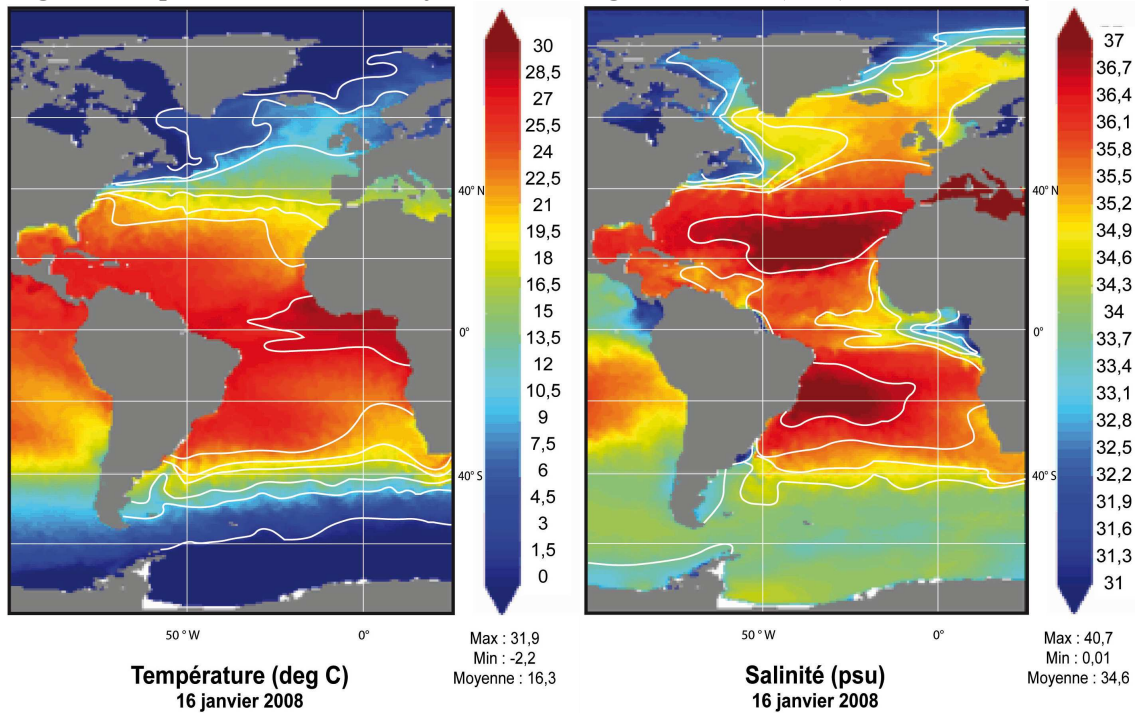 30
28,5
27
25,5
24
22,5
21
19,5
18
16,5
15
13,5
12
10,5
9
7,5
6
4,5
3
1,5
0
40° N
0°
40° S
50° W
0°
Max : 31,9
Min : -2,2
Moyenne : 16,3
Température (deg C)
16 janvier 2008
37
36,7
36,4
36,1
35,8
35,5
35,2
34,9
34,6
34,3
34
33,7
33,4
33,1
32,8
32,5
32,2
31,9
31,6
31,3
31
40° N
0°
40° S
50° W
0°
Max : 40,7
Min : 0,01
Moyenne : 34,6
Salinité (psu)
16 janvier 2008